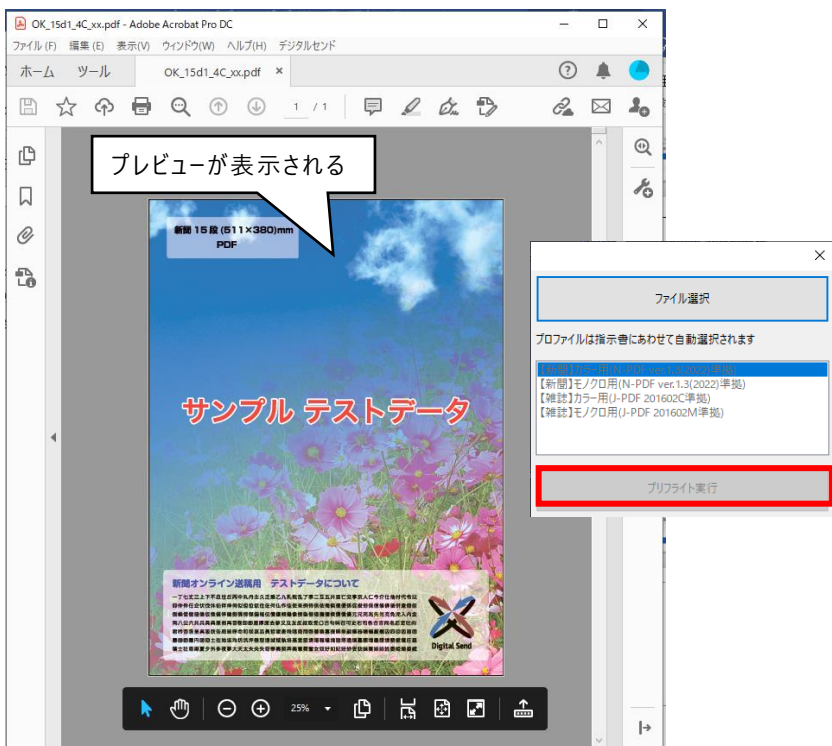 OK_15d1_4C_xx.pdf - Adobe Acrobat Pro DC
ファイル(F) 編集(E) 表示(V) ウィンドウ(W) ヘルプ(H) デジタルセンド
ホーム ツール OK_15d1_4C_xx.pdf ×
1 / 1
プレビューが表示される
新聞 15 段 (511×380)mm
PDF
サンプル テストデータ
新聞オンライン送稿用 テストデータについて
Digital Send
25%
ファイル選択
プロファイルは指示書にあわせて自動選択されます
【新聞】カラー用(N-PDF ver.1.3(2022)準拠)
【新聞】モノクロ用(N-PDF ver.1.3(2022)準拠)
【雑誌】カラー用(J-PDF 201602C準拠)
【雑誌】モノクロ用(J-PDF 201602M準拠)
プリフライト実行